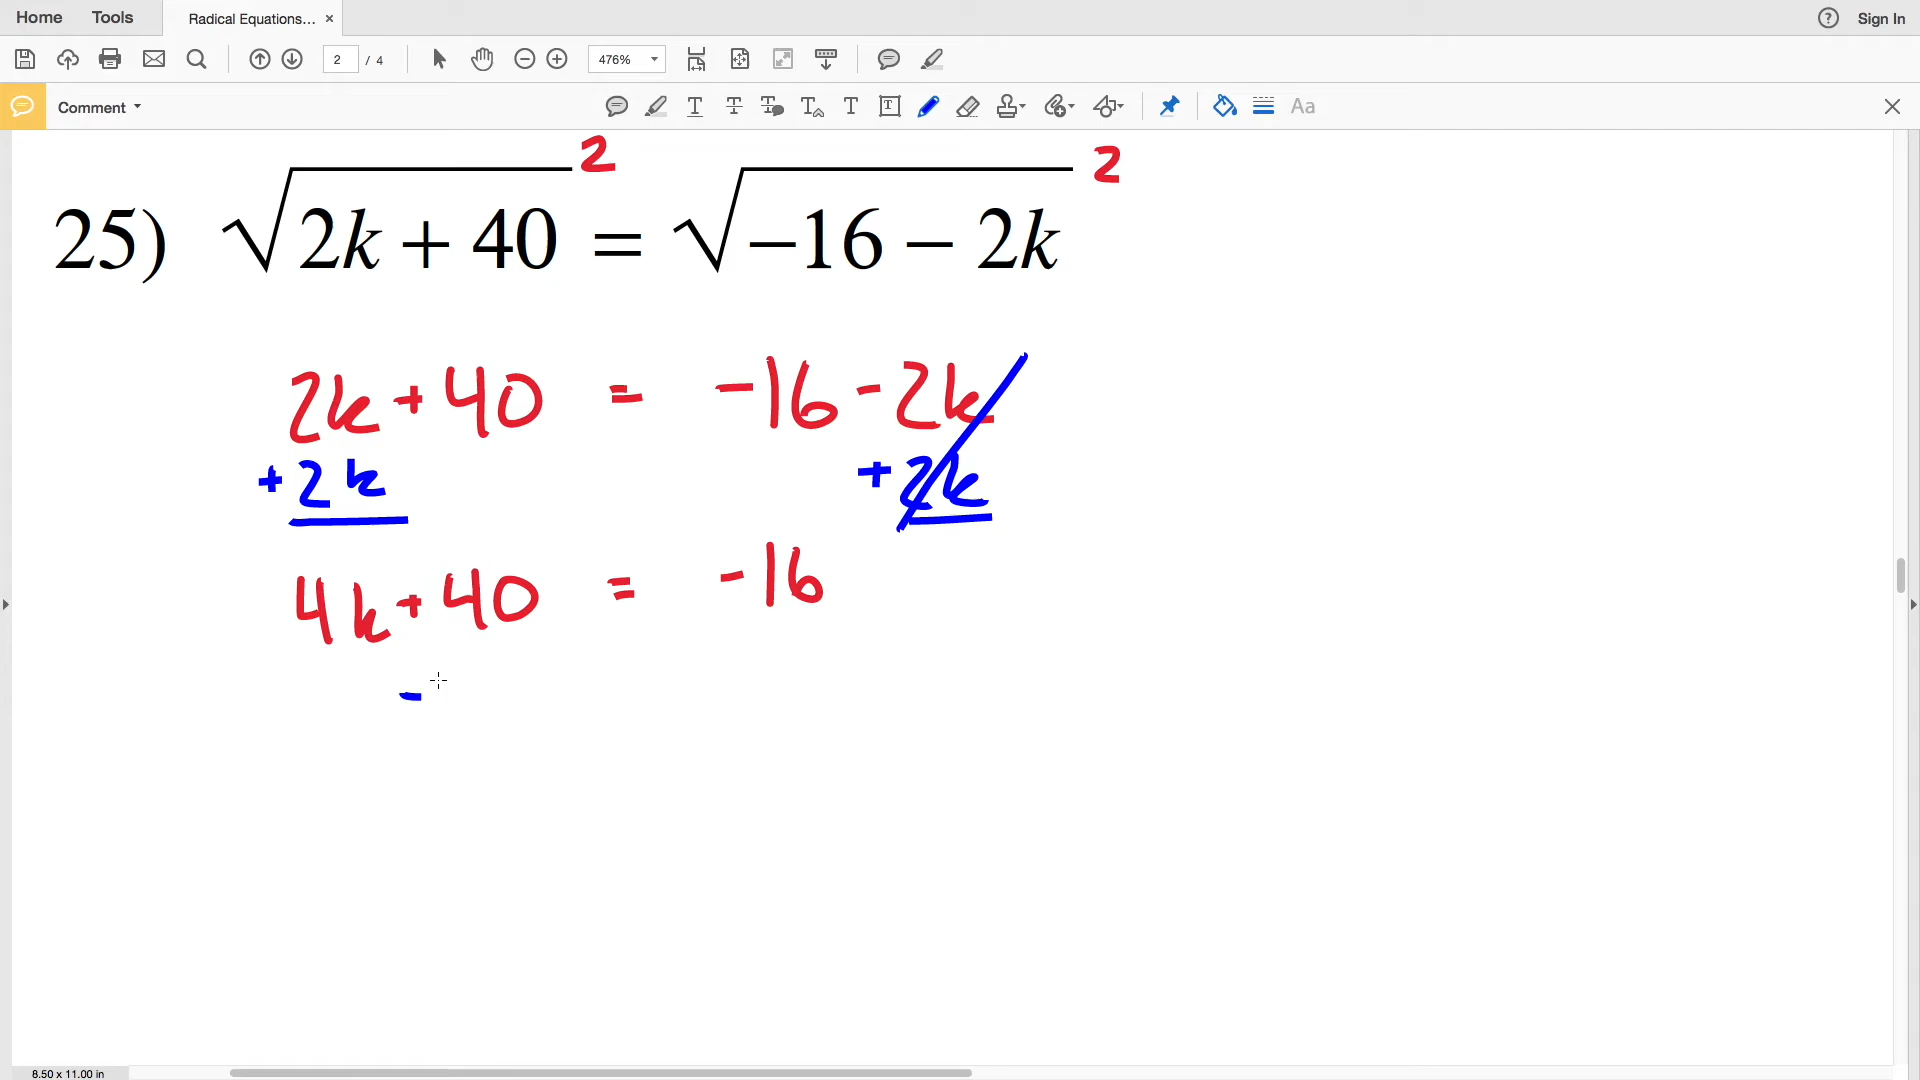 Home Tools Radical Equations... × ? Sign In
2 / 4 476%
Comment T T T T T T Aa
2 2
25) √2k + 40 = √−16 − 2k
2k + 40 = -16 - 2k
+ 2k + 2k
4k + 40 = -16
-
8.50 x 11.00 in